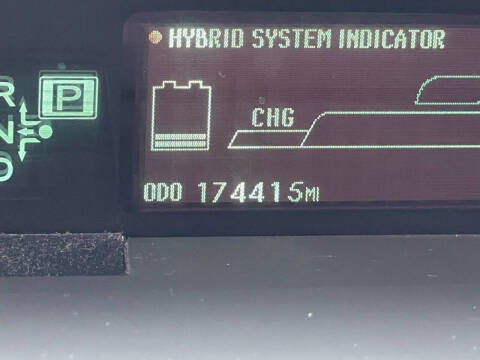 HYBRID SYSTEM INDICATOR
R
P
CHG
N
D
ODO 174415MI